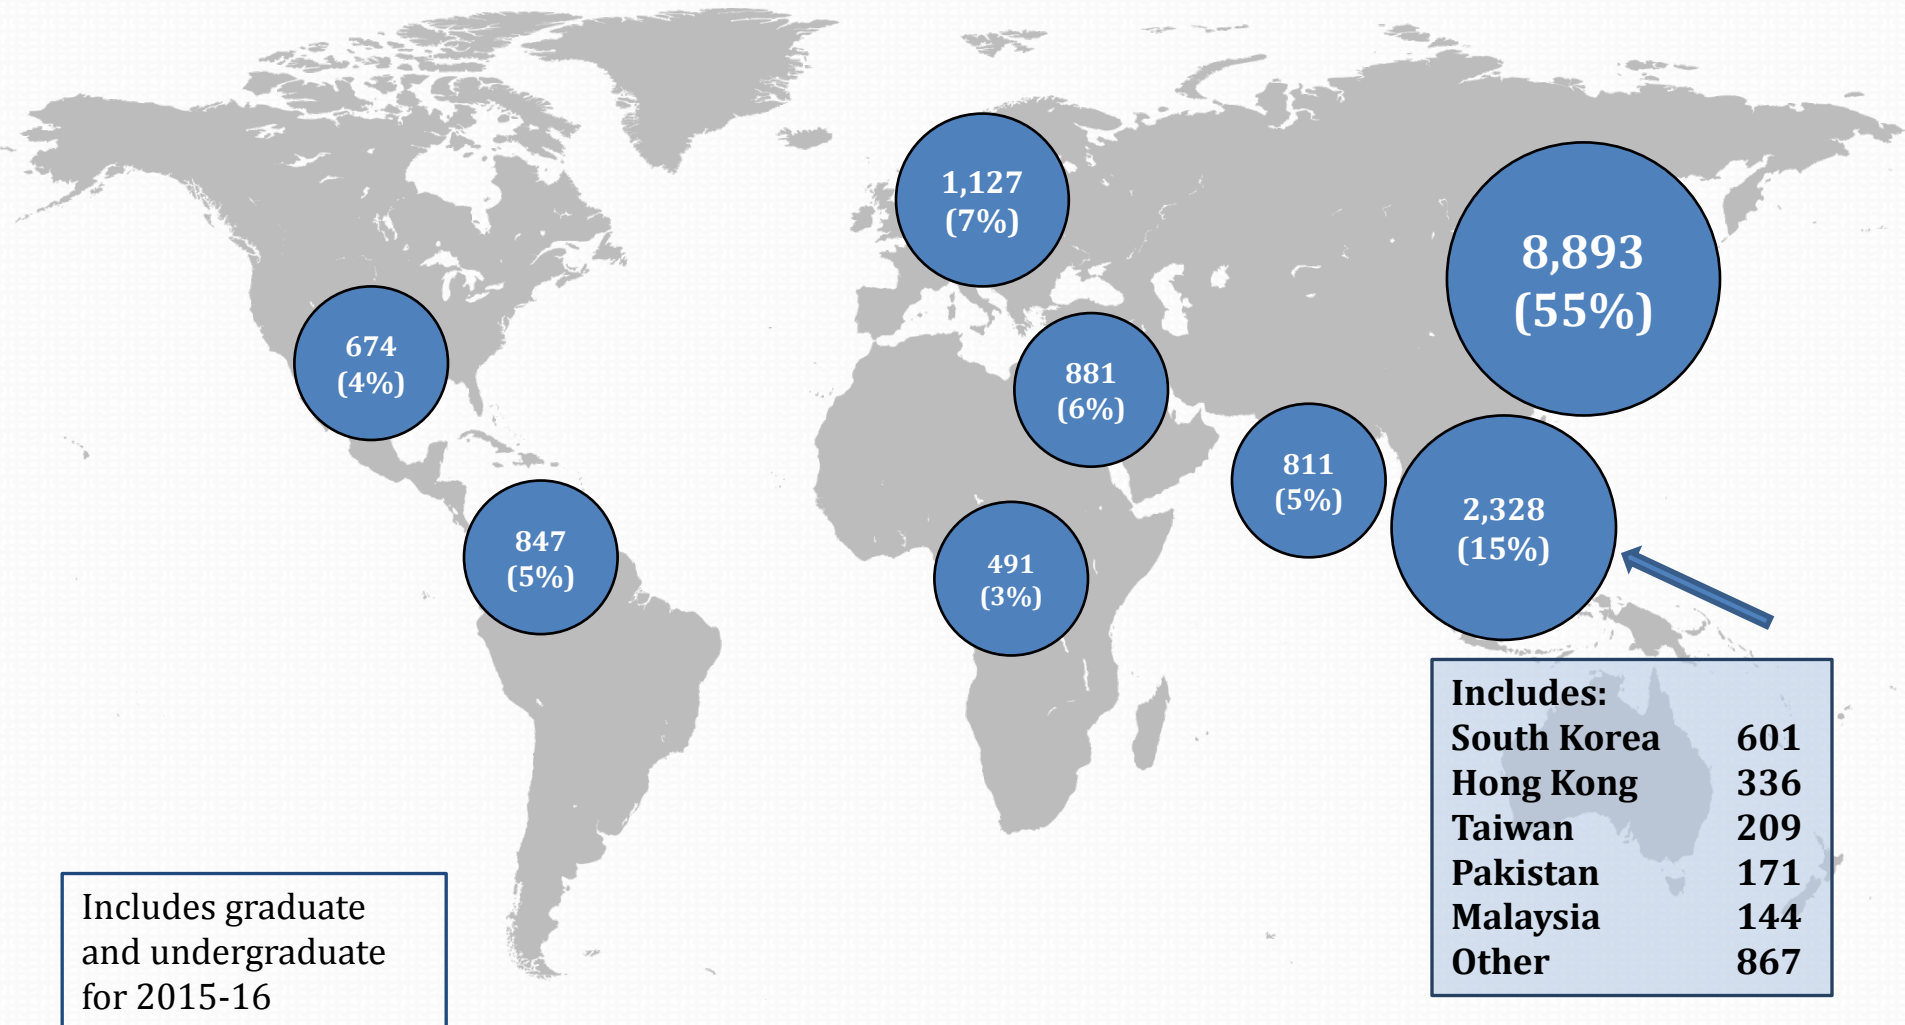 1,127
(7%)
8,893
(55%)
674
(4%)
881
(6%)
811
(5%)
2,328
(15%)
847
(5%)
491
(3%)
Includes:
South Korea 601
Hong Kong 336
Taiwan 209
Pakistan 171
Malaysia 144
Other 867
Includes graduate
and undergraduate
for 2015-16